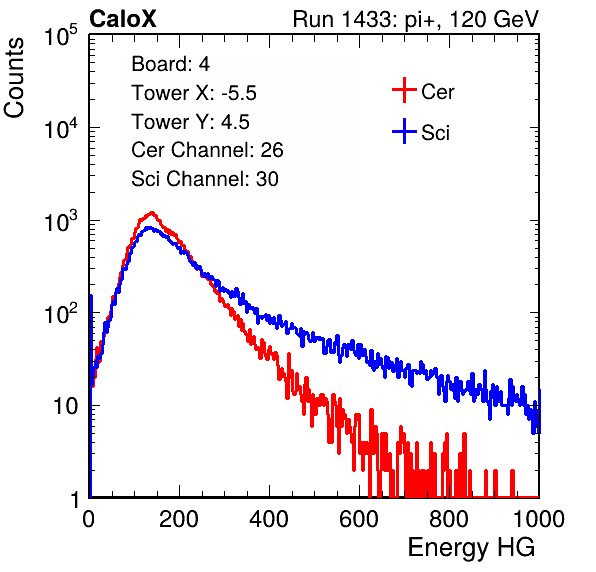 CaloX Run 1433: pi+, 120 GeV
Counts
Board: 4
Tower X: -5.5
Tower Y: 4.5
Cer Channel: 26
Sci Channel: 30
Cer
Sci
10^5
10^4
10^3
10^2
10
1
0 200 400 600 800 1000
Energy HG